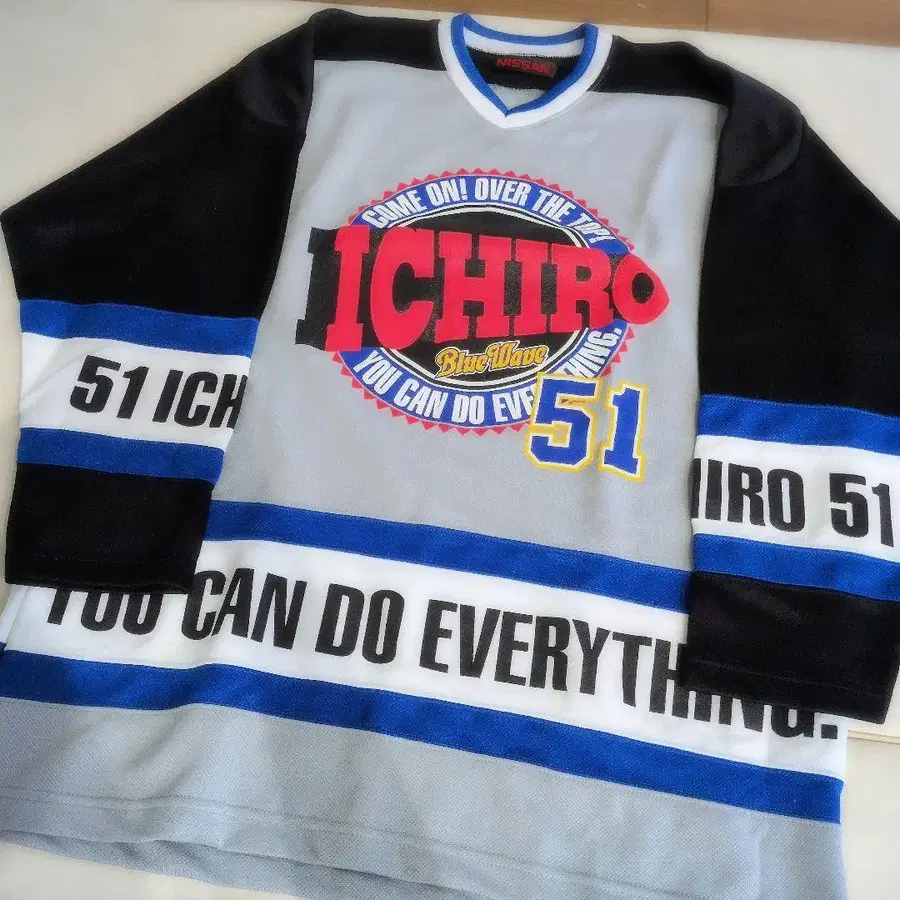 NISSAN
COME ON! OVER THE TOP!
ICHIRO
Blue Wave
YOU CAN DO EVERYTHING.
51
51 ICH
HIRO 51
YOU CAN DO EVERYTHING.